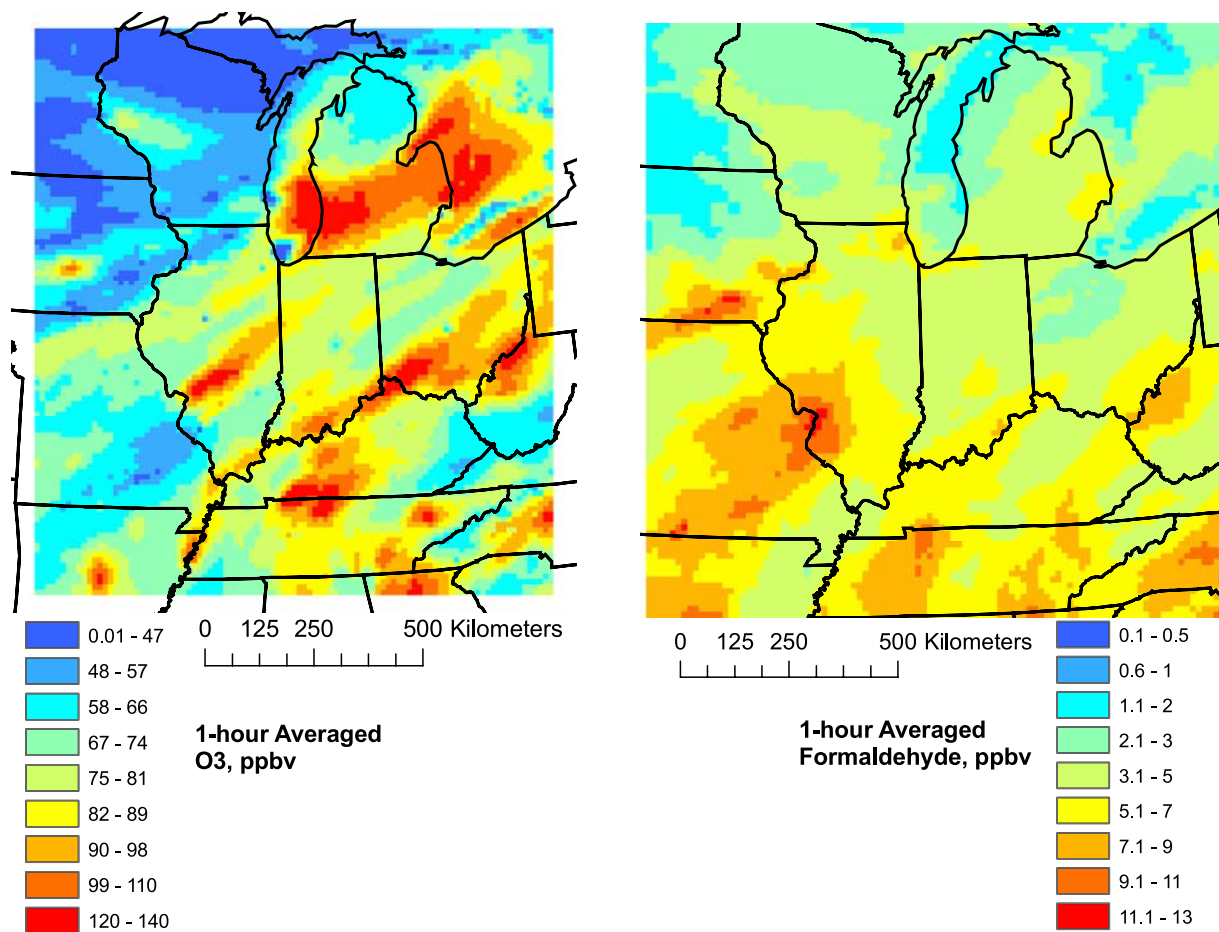 0 125 250 500 Kilometers
1-hour Averaged
O3, ppbv
0.01 - 47
48 - 57
58 - 66
67 - 74
75 - 81
82 - 89
90 - 98
99 - 110
120 - 140
0 125 250 500 Kilometers
1-hour Averaged
Formaldehyde, ppbv
0.1 - 0.5
0.6 - 1
1.1 - 2
2.1 - 3
3.1 - 5
5.1 - 7
7.1 - 9
9.1 - 11
11.1 - 13